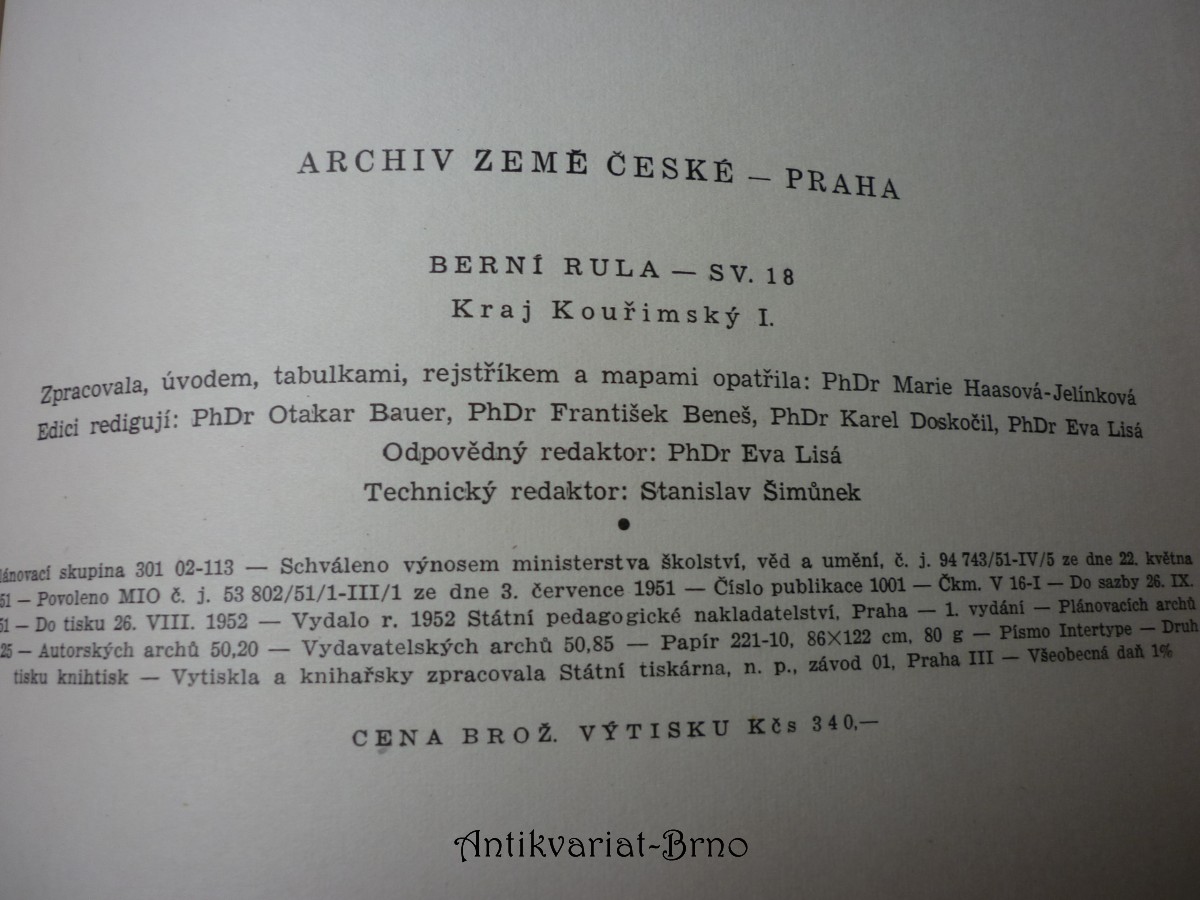 ARCHIV ZEMĚ ČESKÉ — PRAHA
BERNÍ RULA — SV. 18
Kraj Kouřimský I.
Zpracovala, úvodem, tabulkami, rejstříkem a mapami opatřila: PhDr Marie Haasová-Jelínková
Edici redigují: PhDr Otakar Bauer, PhDr František Beneš, PhDr Karel Doskočil, PhDr Eva Lisá
Odpovědný redaktor: PhDr Eva Lisá
Technický redaktor: Stanislav Šimůnek
●
lánovací skupina 301 02-113 — Schváleno výnosem ministerstva školství, věd a umění, č. j. 94 743/51-IV/5 ze dne 22. května
51 — Povoleno MIO č. j. 53 802/51/1-III/1 ze dne 3. července 1951 — Číslo publikace 1001 — Čkm. V 16-I — Do sazby 26. IX.
51 — Do tisku 26. VIII. 1952 — Vydalo r. 1952 Státní pedagogické nakladatelství, Praha — 1. vydání — Plánovacích archů
25 — Autorských archů 50,20 — Vydavatelských archů 50,85 — Papír 221-10, 86×122 cm, 80 g — Písmo Intertype — Druh
tisku knihtisk — Vytiskla a knihařsky zpracovala Státní tiskárna, n. p., závod 01, Praha III — Všeobecná daň 1%
CENA BROŽ. VÝTISKU Kčs 340,—
Antikvariat-Brno